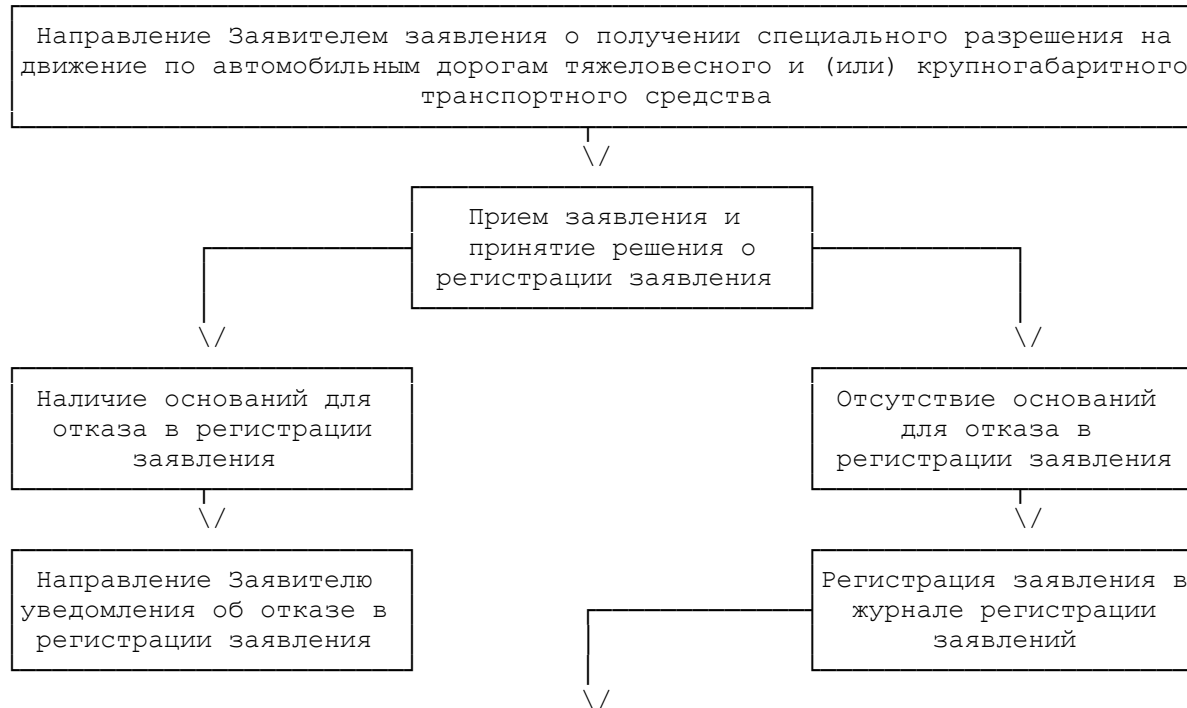 Направление Заявителем заявления о получении специального разрешения на
движение по автомобильным дорогам тяжеловесного и (или) крупногабаритного
транспортного средства
Прием заявления и
принятие решения о
регистрации заявления
Наличие оснований для
отказа в регистрации
заявления
Отсутствие оснований
для отказа в
регистрации заявления
Направление Заявителю
уведомления об отказе в
регистрации заявления
Регистрация заявления в
журнале регистрации
заявлений